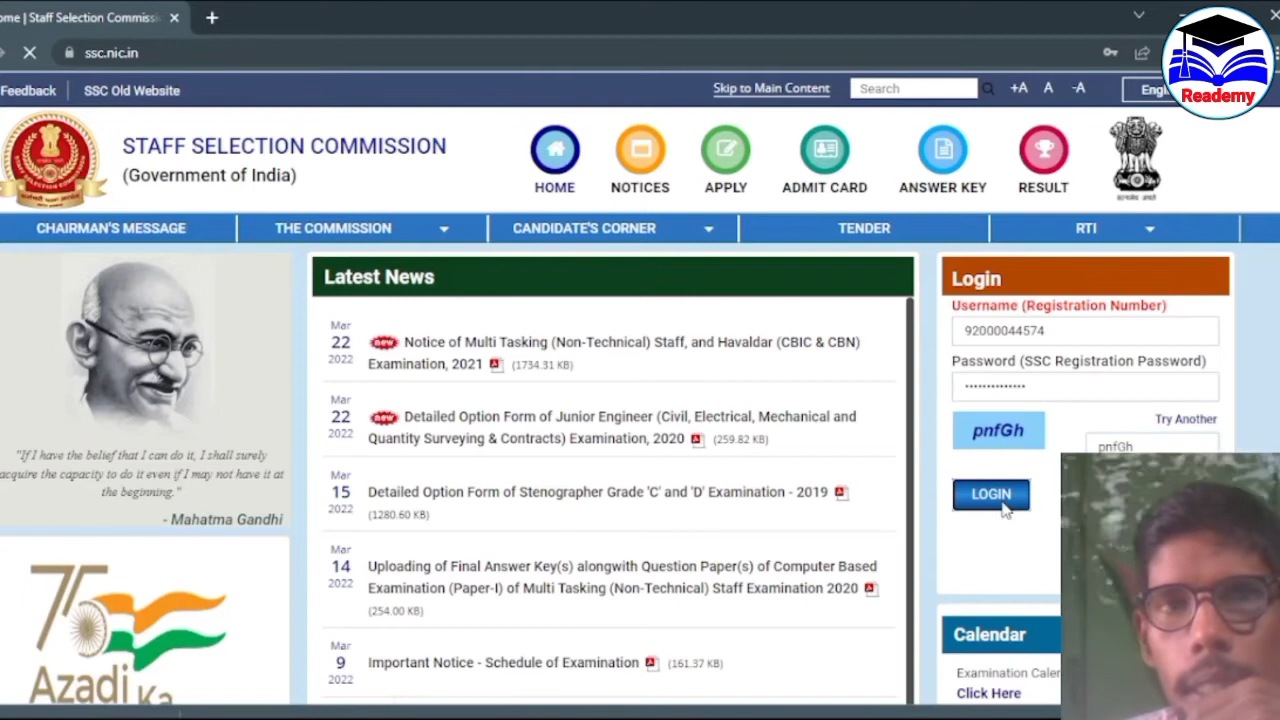 ome | Staff Selection Commissi
ssc.nic.in
Feedback
SSC Old Website
Skip to Main Content
Search
+A A -A
Engl
Reademy
STAFF SELECTION COMMISSION
(Government of India)
HOME
NOTICES
APPLY
ADMIT CARD
ANSWER KEY
RESULT
CHAIRMAN'S MESSAGE
THE COMMISSION
CANDIDATE'S CORNER
TENDER
RTI
"If I have the belief that I can do it, I shall surely
acquire the capacity to do it even if I may not have it at
the beginning."
- Mahatma Gandhi
75
Azadi Ka
Latest News
Mar
22
2022
new Notice of Multi Tasking (Non-Technical) Staff, and Havaldar (CBIC & CBN)
Examination, 2021 (1734.31 KB)
Mar
22
2022
new Detailed Option Form of Junior Engineer (Civil, Electrical, Mechanical and
Quantity Surveying & Contracts) Examination, 2020 (259.82 KB)
Mar
15
2022
Detailed Option Form of Stenographer Grade 'C' and 'D' Examination - 2019
(1280.60 KB)
Mar
14
2022
Uploading of Final Answer Key(s) alongwith Question Paper(s) of Computer Based
Examination (Paper-I) of Multi Tasking (Non-Technical) Staff Examination 2020
(254.00 KB)
Mar
9
2022
Important Notice - Schedule of Examination (161.37 KB)
Login
Username (Registration Number)
92000044574
Password (SSC Registration Password)
••••••••••••••
pnfGh
Try Another
pnfGh
LOGIN
Calendar
Examination Caler
Click Here